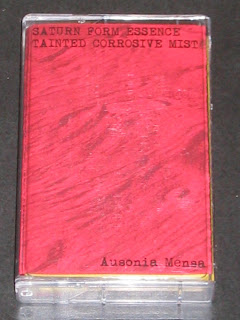 SATURN FORM ESSENCE
TAINTED CORROSIVE MIST
Ausonia Mensa